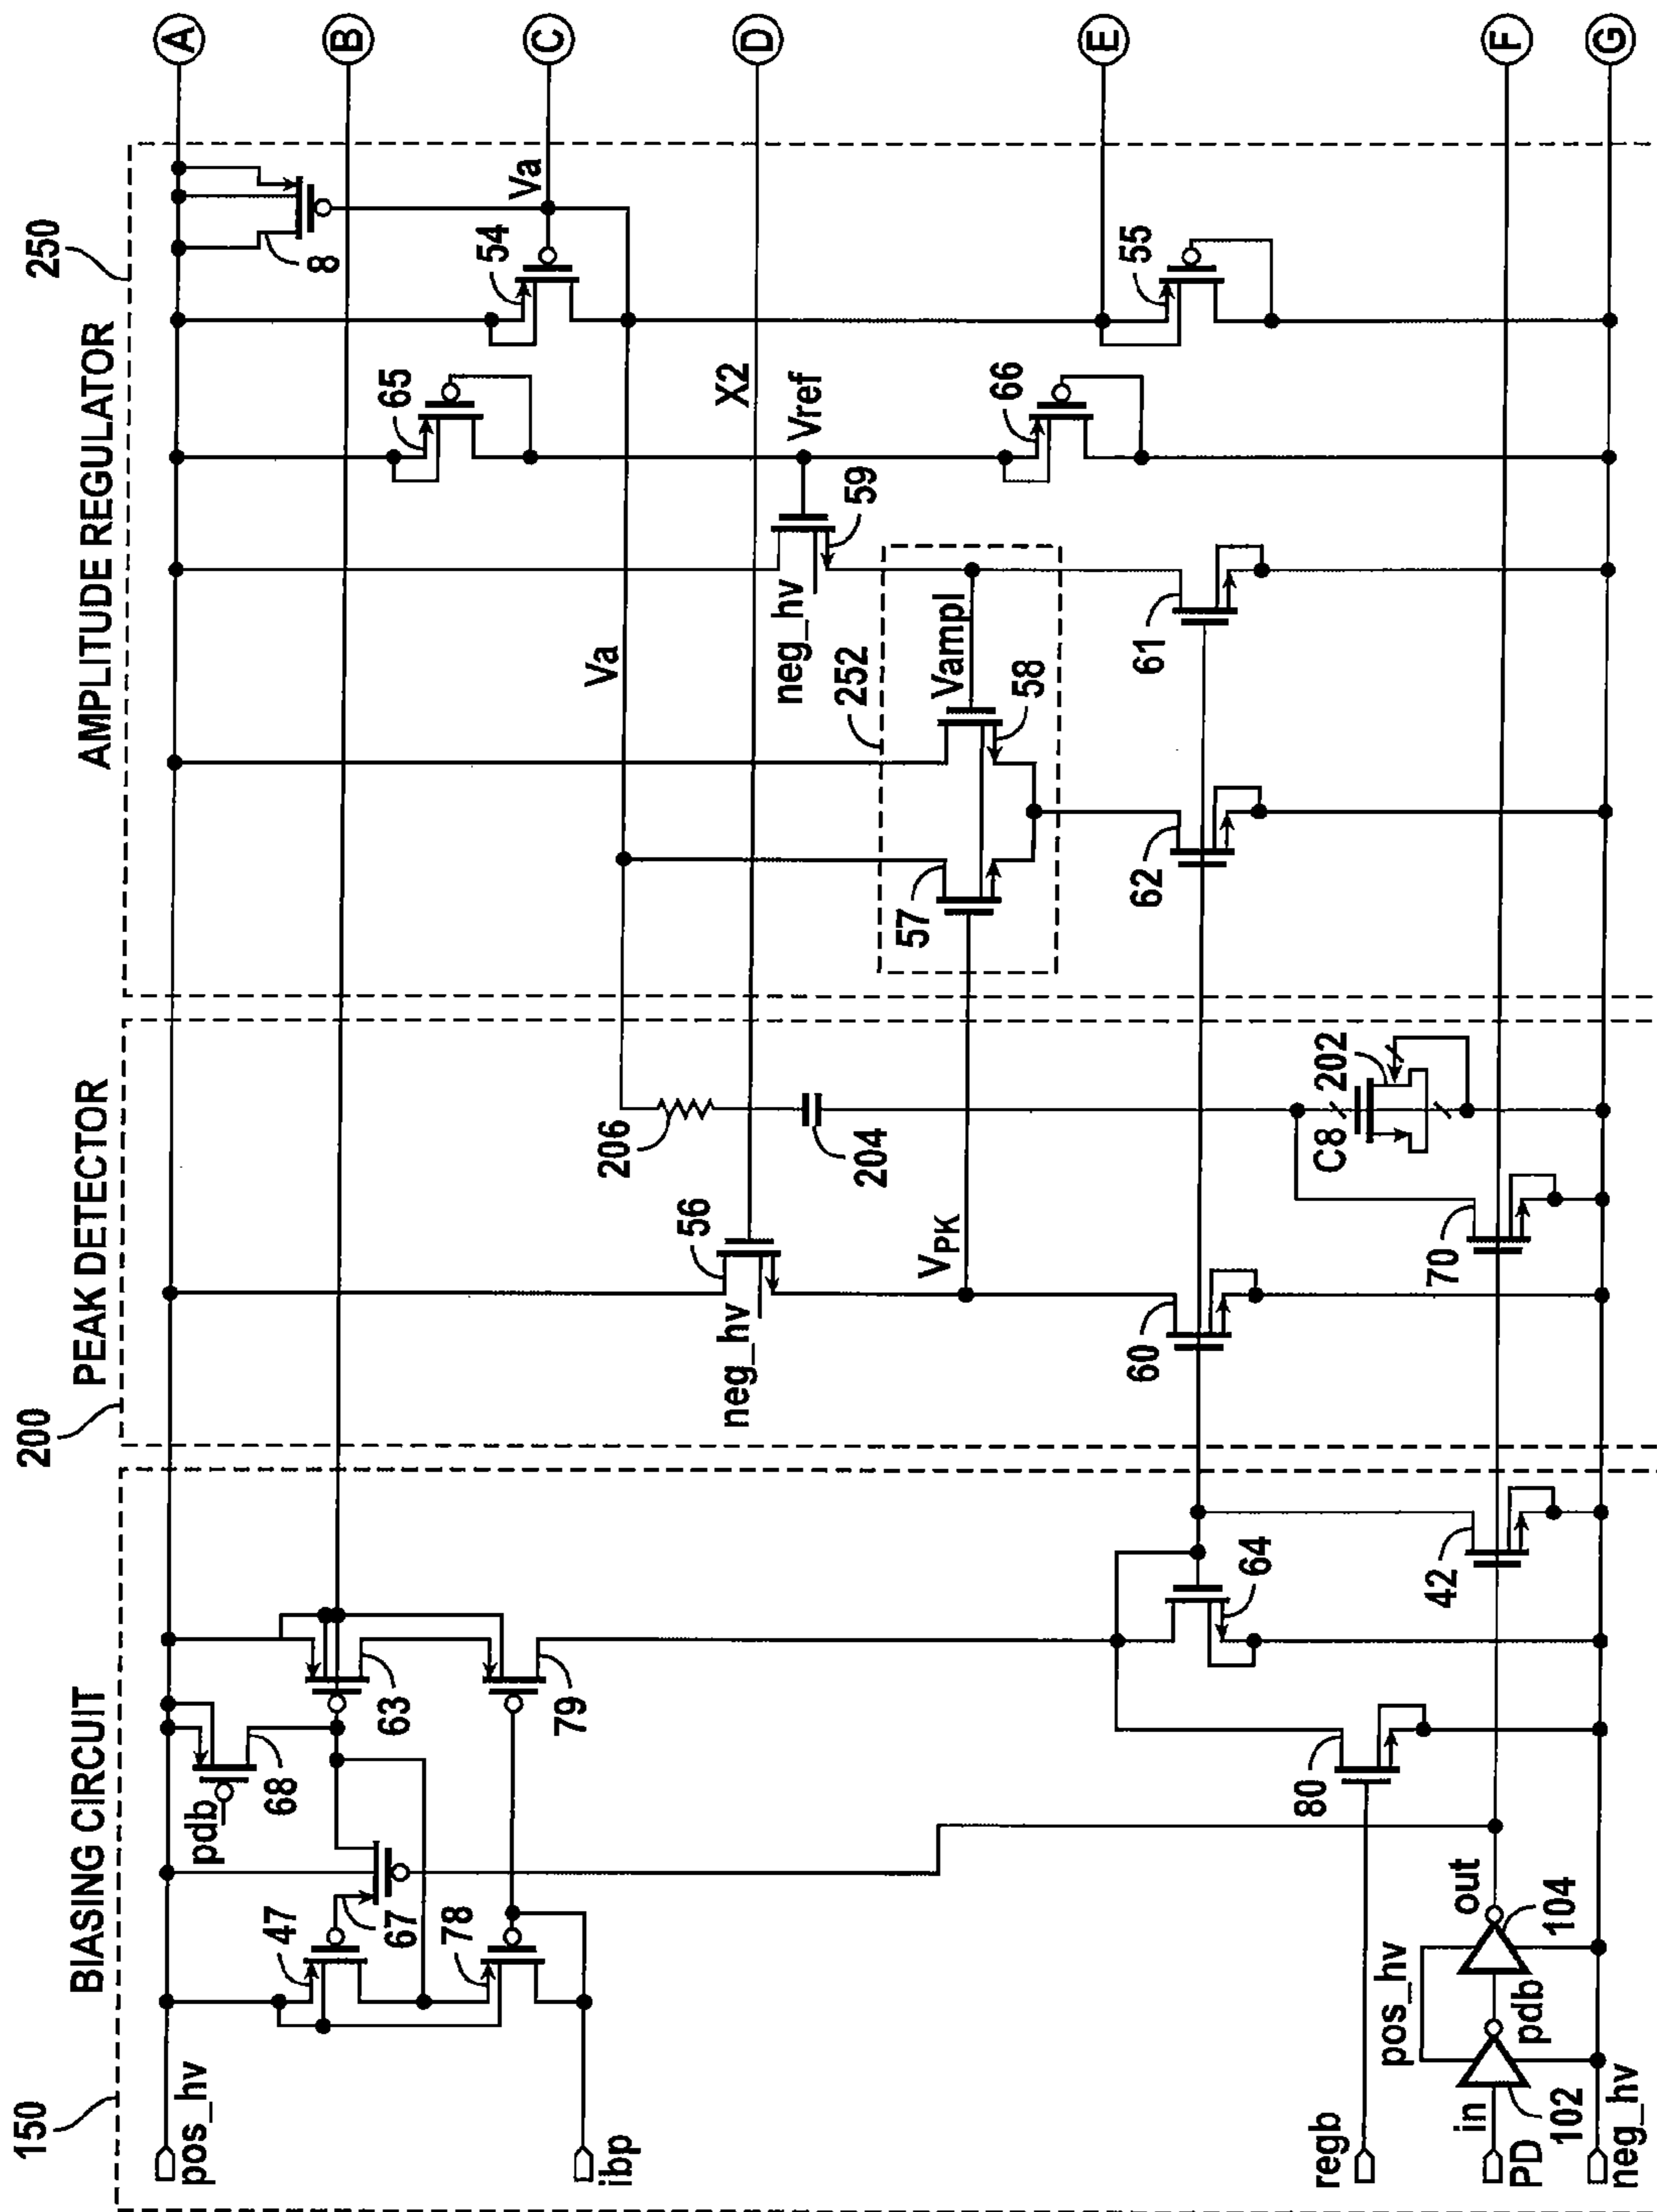 150
BIASING CIRCUIT
200
PEAK DETECTOR
AMPLITUDE REGULATOR
250
pos_hv
A
B
C
D
E
F
G
ibp
regb
in
PD
102
neg_hv
pos_hv
pdb
out
104
47
67
78
pdb
68
63
79
80
64
42
56
neg_hv
VPK
60
70
206
204
C8
202
Va
57
252
Vampl
58
62
neg_hv
59
61
65
Vref
X2
66
8
54
Va
55